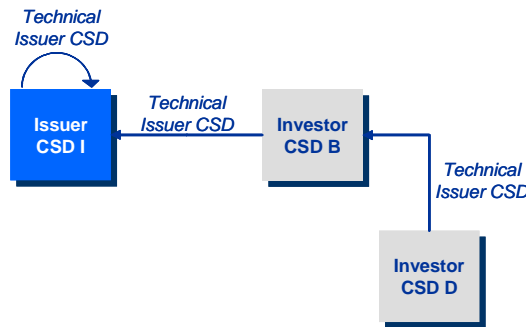 Technical
Issuer CSD
Issuer
CSD I
Technical
Issuer CSD
Investor
CSD B
Technical
Issuer CSD
Investor
CSD D